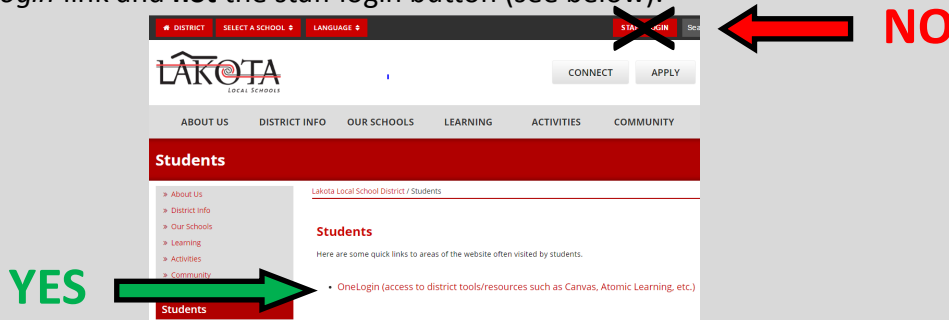 ogin link and not the staff login button (see below).
DISTRICT SELECT A SCHOOL LANGUAGE
NO
LAKOTA
LOCAL SCHOOLS
CONNECT APPLY
ABOUT US DISTRICT INFO OUR SCHOOLS LEARNING ACTIVITIES COMMUNITY
Students
» About Us
» District Info
» Our Schools
» Learning
» Activities
» Community
Students
Lakota Local School District / Students
Students
Here are some quick links to areas of the website often visited by students.
YES
• OneLogin (access to district tools/resources such as Canvas, Atomic Learning, etc.)